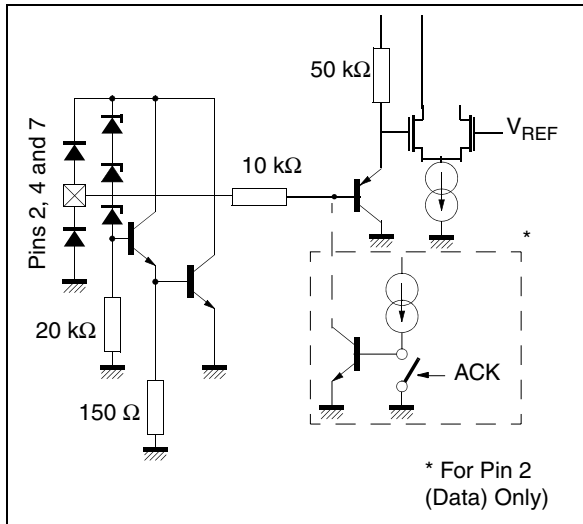 50 kΩ
V_REF
10 kΩ
Pins 2, 4 and 7
*
20 kΩ
ACK
150 Ω
* For Pin 2
(Data) Only)